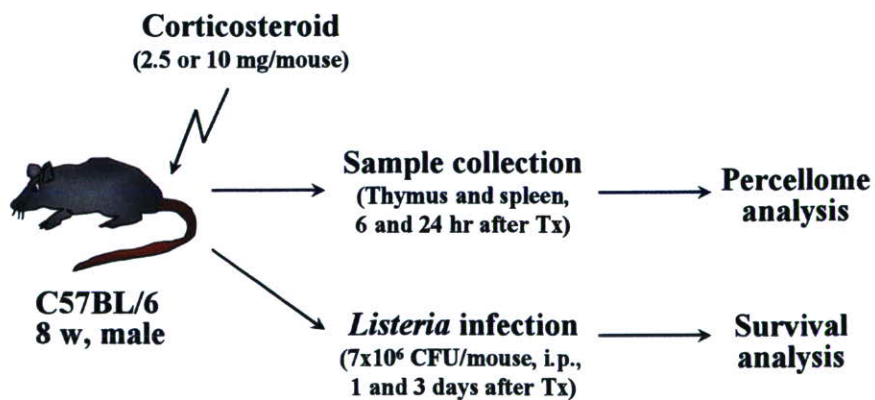 Corticosteroid
(2.5 or 10 mg/mouse)
Sample collection
(Thymus and spleen,
6 and 24 hr after Tx)
Percellome
analysis
C57BL/6
8 w, male
Listeria infection
(7x10⁶ CFU/mouse, i.p.,
1 and 3 days after Tx)
Survival
analysis